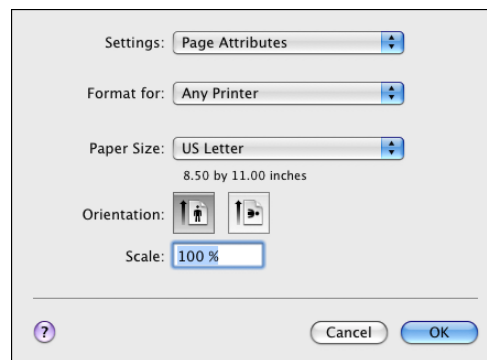 Settings: Page Attributes
Format for: Any Printer
Paper Size: US Letter
8.50 by 11.00 inches
Orientation:
Scale: 100 %
? Cancel OK